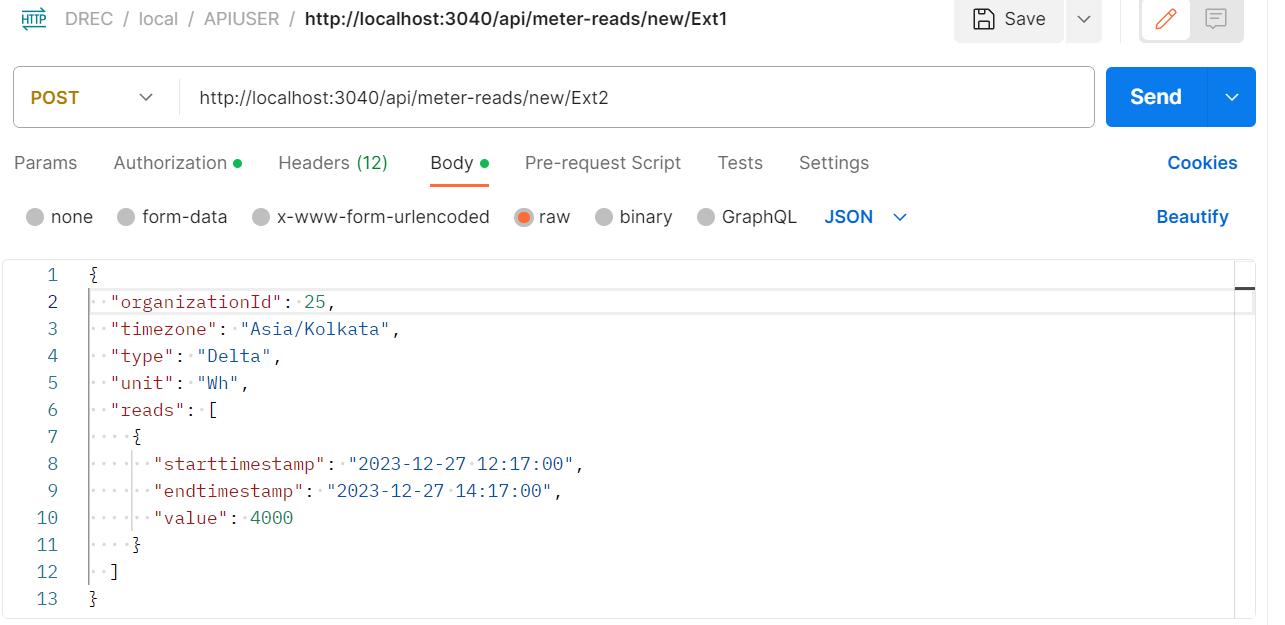 HTTP DREC / local / APIUSER / http://localhost:3040/api/meter-reads/new/Ext1 Save
POST http://localhost:3040/api/meter-reads/new/Ext2 Send
Params Authorization Headers (12) Body Pre-request Script Tests Settings Cookies
none form-data x-www-form-urlencoded raw binary GraphQL JSON Beautify
1 {
2 "organizationId": 25,
3 "timezone": "Asia/Kolkata",
4 "type": "Delta",
5 "unit": "Wh",
6 "reads": [
7 {
8 "starttimestamp": "2023-12-27 12:17:00",
9 "endtimestamp": "2023-12-27 14:17:00",
10 "value": 4000
11 }
12 ]
13 }